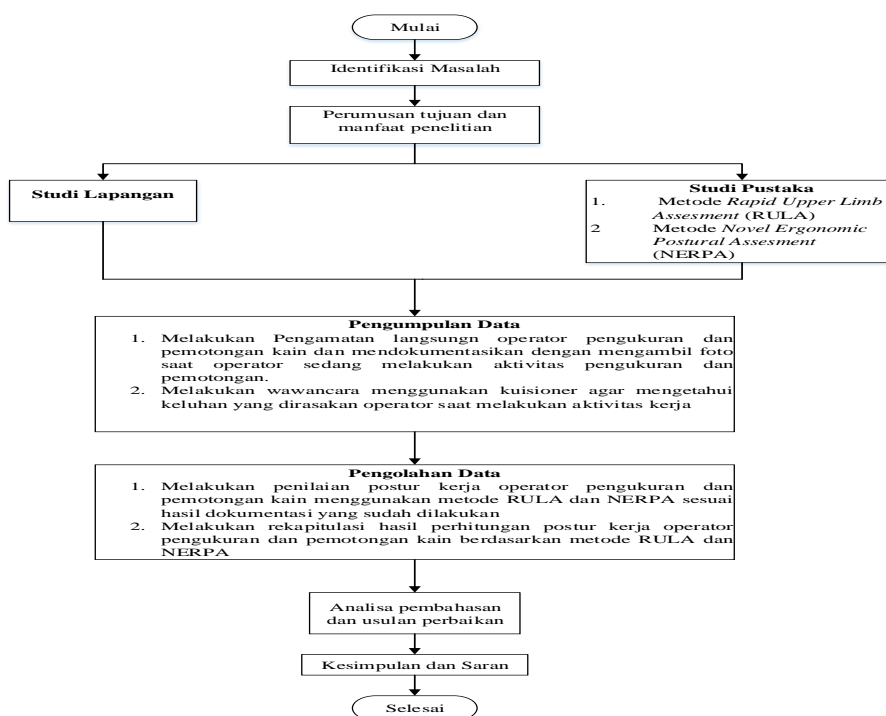 Mulai
Identifikasi Masalah
Perumusan tujuan dan
manfaat penelitian
Studi Lapangan
Studi Pustaka
1. Metode Rapid Upper Limb
Assesment (RULA)
2 Metode Novel Ergonomic
Postural Assesment
(NERPA)
Pengumpulan Data
1. Melakukan Pengamatan langsungn operator pengukuran dan
pemotongan kain dan mendokumentasikan dengan mengambil foto
saat operator sedang melakukan aktivitas pengukuran dan
pemotongan.
2. Melakukan wawancara menggunakan kuisioner agar mengetahui
keluhan yang dirasakan operator saat melakukan aktivitas kerja
Pengolahan Data
1. Melakukan penilaian postur kerja operator pengukuran dan
pemotongan kain menggunakan metode RULA dan NERPA sesuai
hasil dokumentasi yang sudah dilakukan
2. Melakukan rekapitulasi hasil perhitungan postur kerja operator
pengukuran dan pemotongan kain berdasarkan metode RULA dan
NERPA
Analisa pembahasan
dan usulan perbaikan
Kesimpulan dan Saran
Selesai